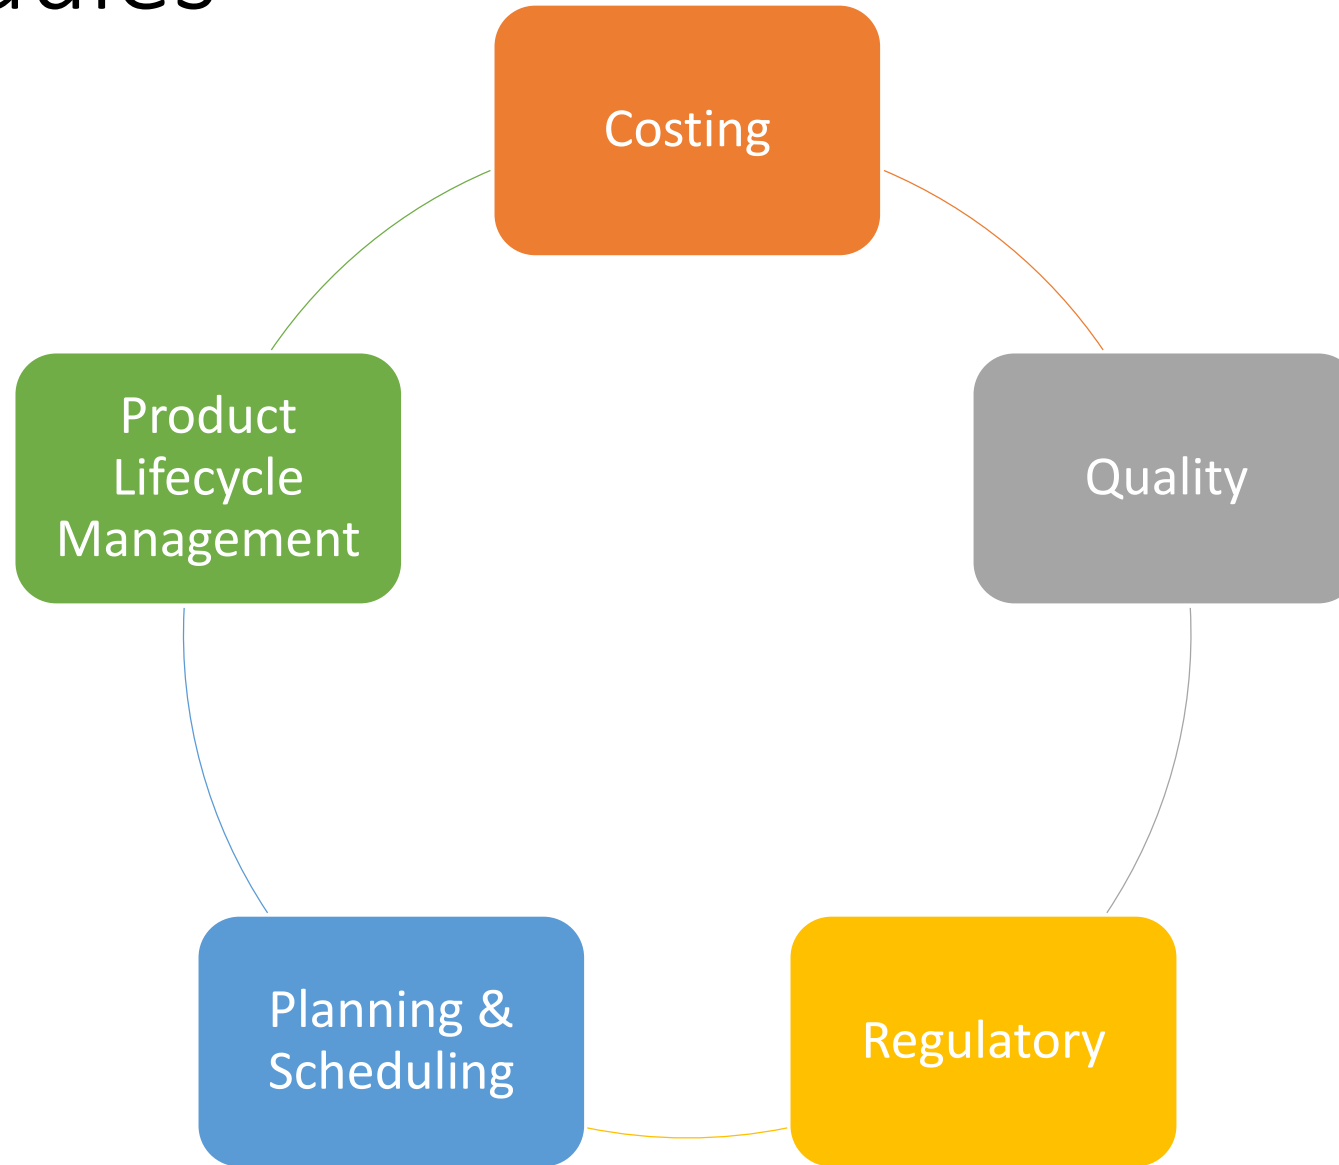 Costing
Product
Lifecycle
Management
Quality
Planning &
Scheduling
Regulatory